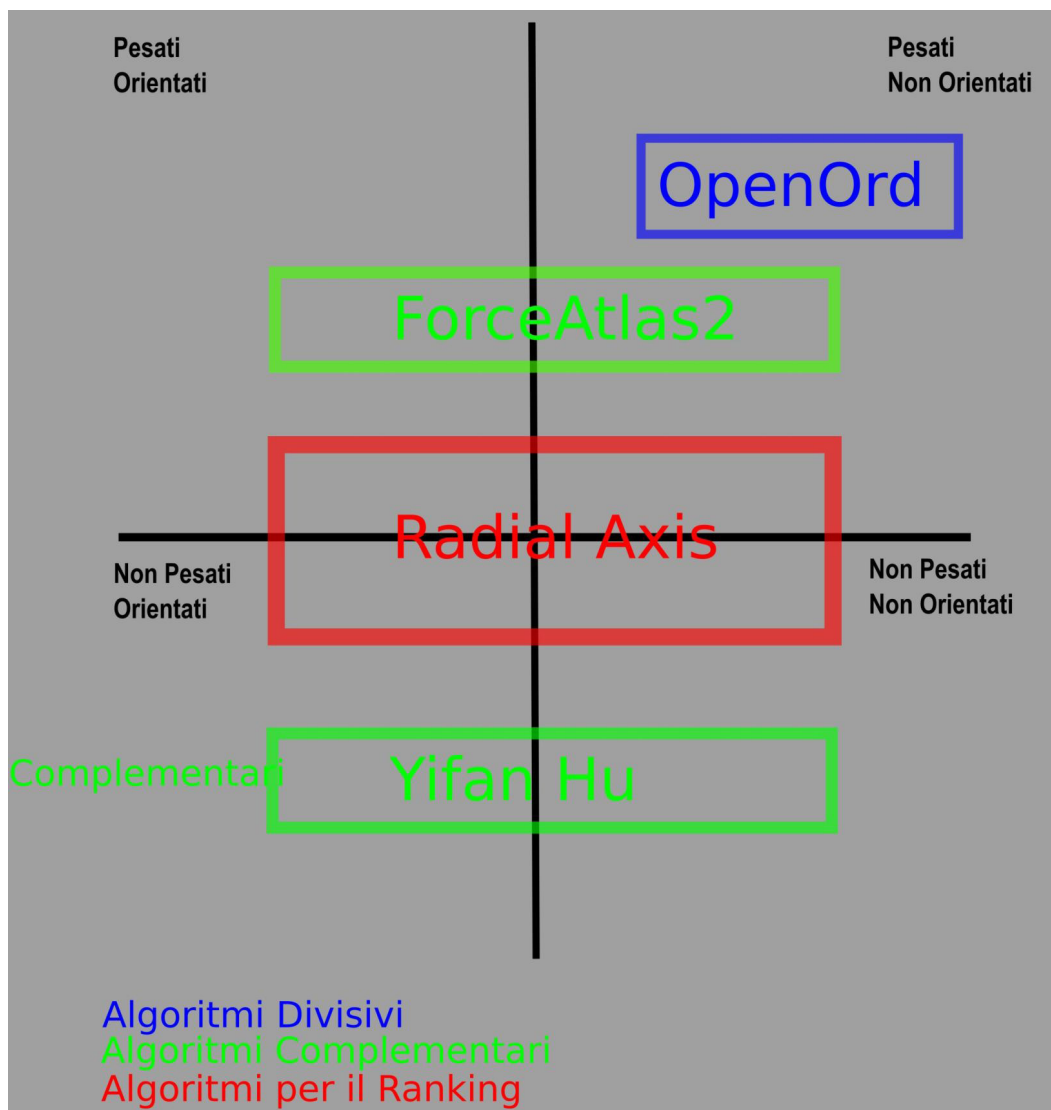 Pesati
Orientati
Pesati
Non Orientati
OpenOrd
ForceAtlas2
Radial Axis
Non Pesati
Orientati
Non Pesati
Non Orientati
Complementari
Yifan Hu
Algoritmi Divisivi
Algoritmi Complementari
Algoritmi per il Ranking